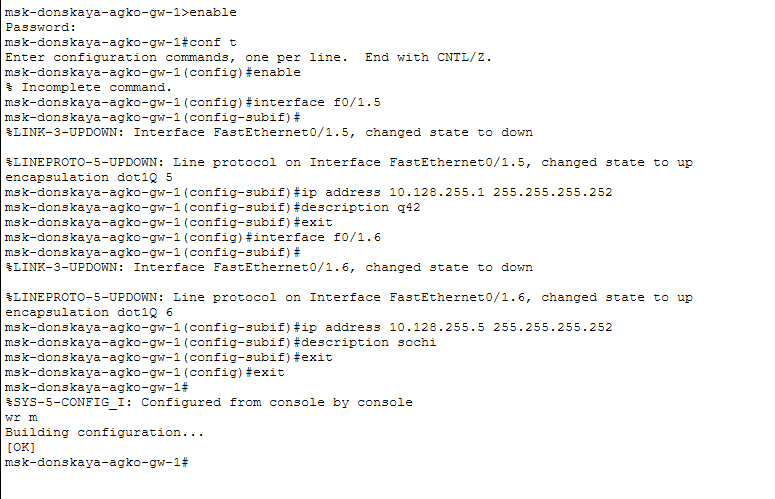 msk-donskaya-agko-gw-1>enable
Password:
msk-donskaya-agko-gw-1#conf t
Enter configuration commands, one per line.  End with CNTL/Z.
msk-donskaya-agko-gw-1(config)#enable
% Incomplete command.
msk-donskaya-agko-gw-1(config)#interface f0/1.5
msk-donskaya-agko-gw-1(config-subif)#
%LINK-3-UPDOWN: Interface FastEthernet0/1.5, changed state to down
%LINEPROTO-5-UPDOWN: Line protocol on Interface FastEthernet0/1.5, changed state to up
encapsulation dot1Q 5
msk-donskaya-agko-gw-1(config-subif)#ip address 10.128.255.1 255.255.255.252
msk-donskaya-agko-gw-1(config-subif)#description q42
msk-donskaya-agko-gw-1(config-subif)#exit
msk-donskaya-agko-gw-1(config)#interface f0/1.6
msk-donskaya-agko-gw-1(config-subif)#
%LINK-3-UPDOWN: Interface FastEthernet0/1.6, changed state to down
%LINEPROTO-5-UPDOWN: Line protocol on Interface FastEthernet0/1.6, changed state to up
encapsulation dot1Q 6
msk-donskaya-agko-gw-1(config-subif)#ip address 10.128.255.5 255.255.255.252
msk-donskaya-agko-gw-1(config-subif)#description sochi
msk-donskaya-agko-gw-1(config-subif)#exit
msk-donskaya-agko-gw-1(config)#exit
msk-donskaya-agko-gw-1#
%SYS-5-CONFIG_I: Configured from console by console
wr m
Building configuration...
[OK]
msk-donskaya-agko-gw-1#